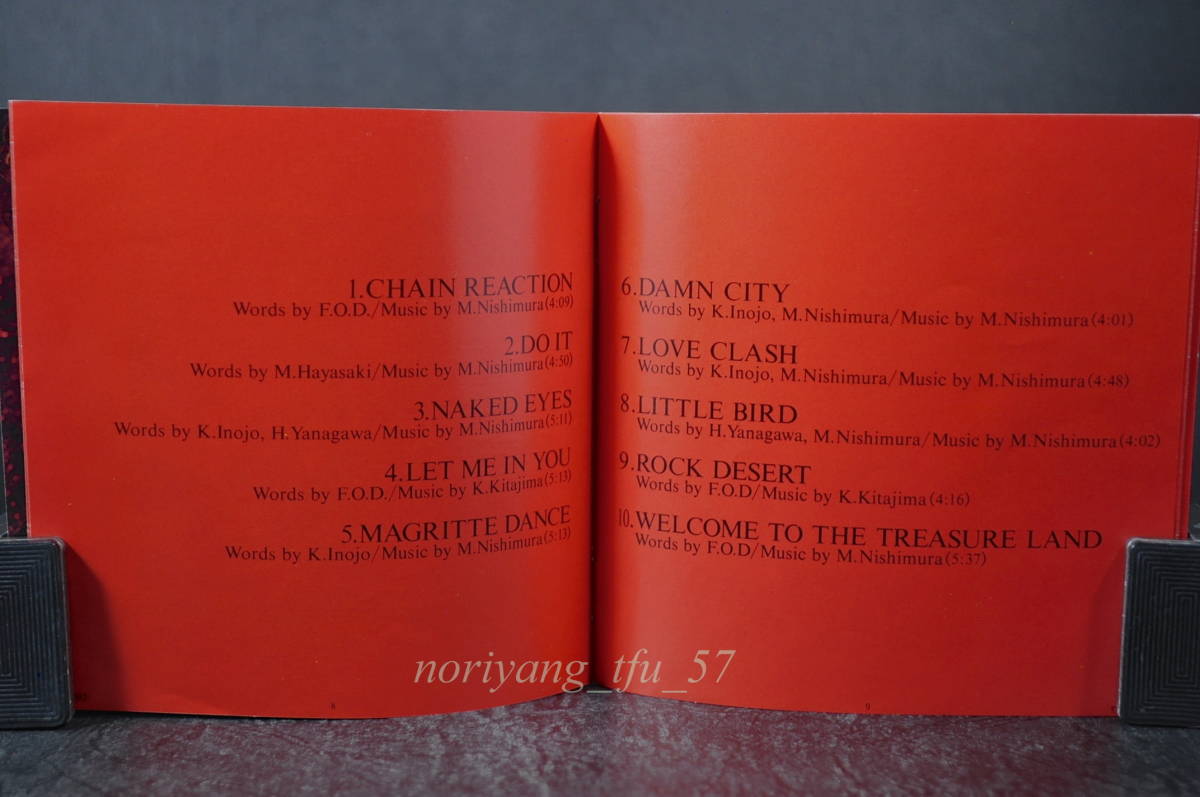 1.CHAIN REACTION
Words by F.O.D./Music by M.Nishimura(4:09)
2.DO IT
Words by M.Hayasaki/Music by M.Nishimura(4:50)
3.NAKED EYES
Words by K.Inojo, H.Yanagawa/Music by M.Nishimura(5:11)
4.LET ME IN YOU
Words by F.O.D./Music by K.Kitajima(5:13)
5.MAGRITTE DANCE
Words by K.Inojo/Music by M.Nishimura(5:13)
8
6.DAMN CITY
Words by K.Inojo, M.Nishimura/Music by M.Nishimura(4:01)
7.LOVE CLASH
Words by K.Inojo, M.Nishimura/Music by M.Nishimura(4:48)
8.LITTLE BIRD
Words by H.Yanagawa, M.Nishimura/Music by M.Nishimura(4:02)
9.ROCK DESERT
Words by F.O.D/Music by K.Kitajima(4:16)
10.WELCOME TO THE TREASURE LAND
Words by F.O.D/Music by M.Nishimura(5:37)
9
noriyang_tfu_57